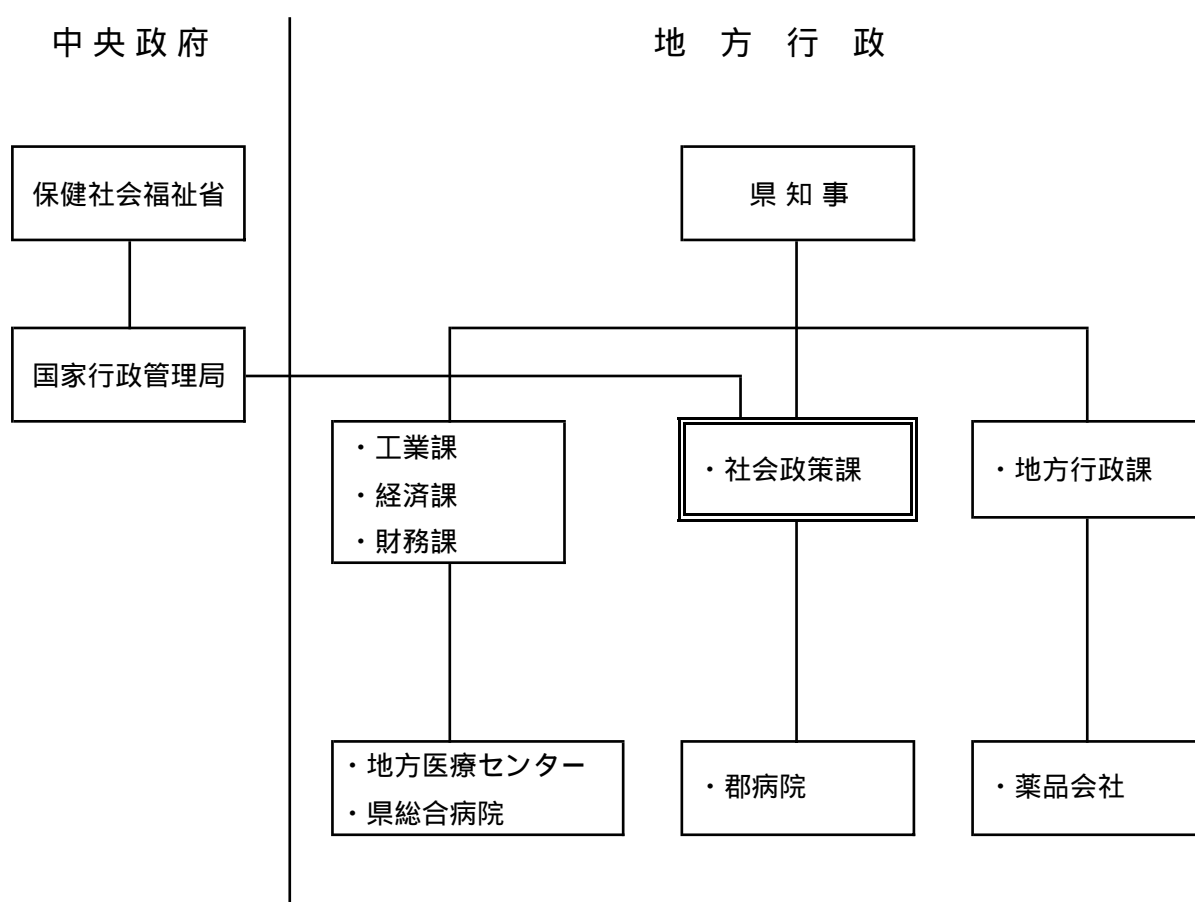 中央政府
地方行政
保健社会福祉省
県知事
国家行政管理局
・工業課
・経済課
・財務課
・社会政策課
・地方行政課
・地方医療センター
・県総合病院
・郡病院
・薬品会社